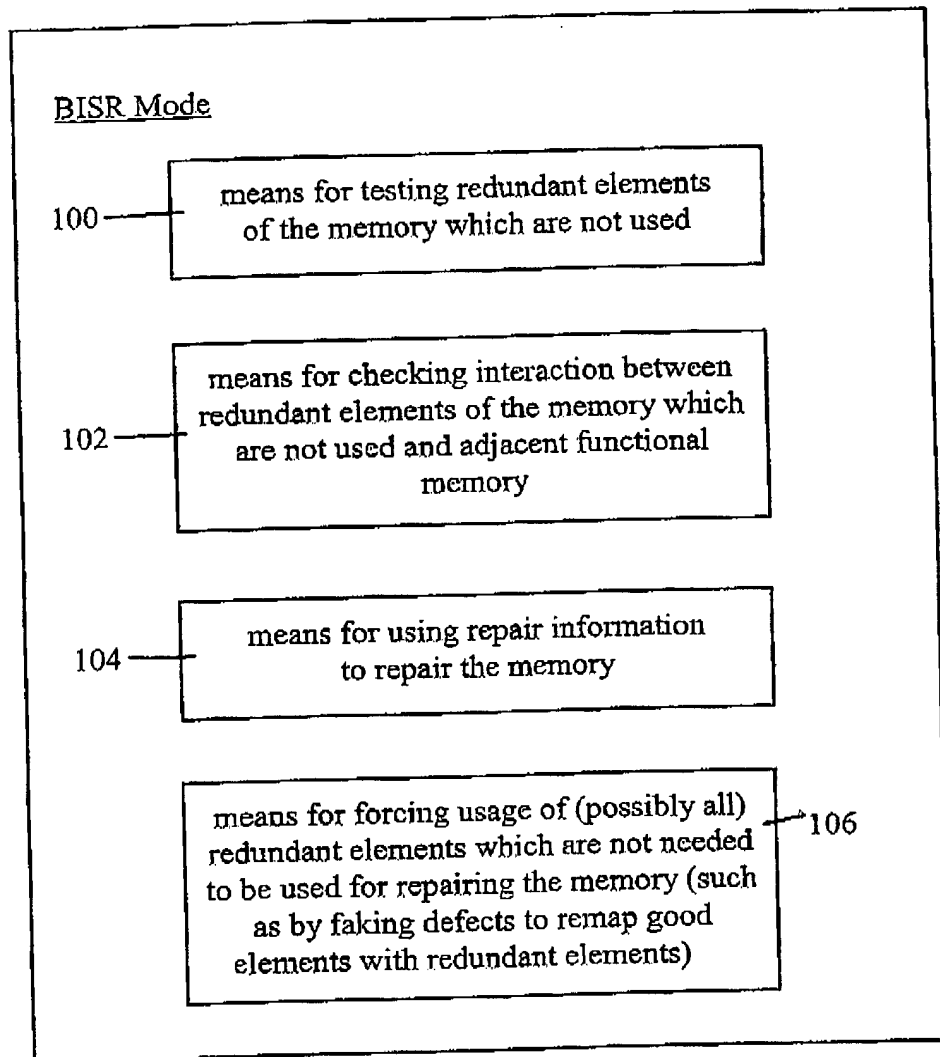 BISR Mode
means for testing redundant elements
of the memory which are not used
100
means for checking interaction between
redundant elements of the memory which
are not used and adjacent functional
memory
102
means for using repair information
to repair the memory
104
means for forcing usage of (possibly all)
redundant elements which are not needed
to be used for repairing the memory (such
as by faking defects to remap good
elements with redundant elements)
106